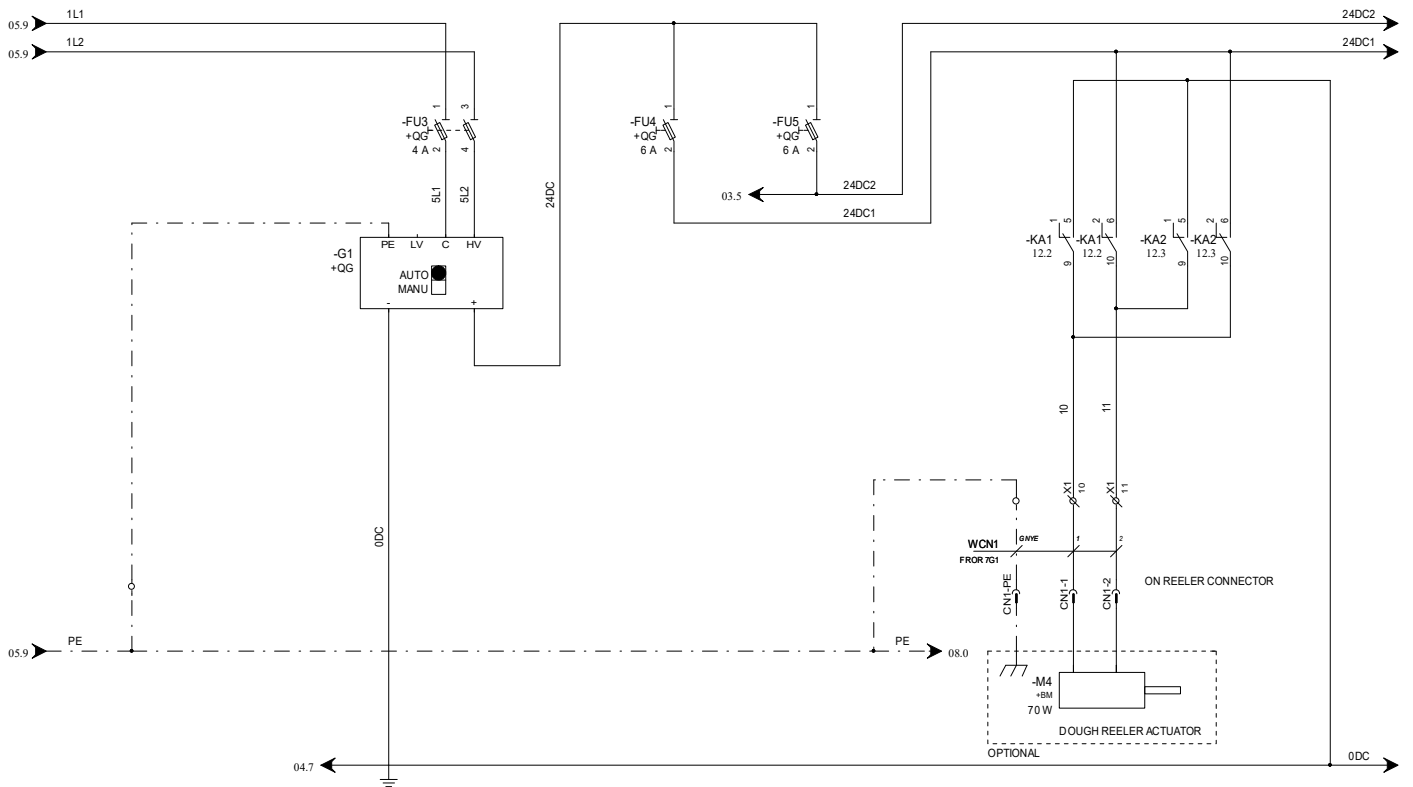 05.9
1L1
05.9
1L2
24DC2
24DC1
-FU3
+QG
4 A
1
2
3
4
-FU4
+QG
6 A
1
2
-FU5
+QG
6 A
1
2
5L1
5L2
24DC
03.5
24DC2
24DC1
PE LV C HV
-G1
+QG
AUTO
MANU
- +
-KA1
12.2
1 5
9
-KA1
12.2
2 6
10
-KA2
12.3
1 5
9
-KA2
12.3
2 6
10
10
11
X1
10
X1
11
0DC
WCN1
FROR 7G1
GNYE
1
2
CN1-PE
CN1-1
CN1-2
ON REELER CONNECTOR
05.9
PE
PE
08.0
-M4
+BM
70 W
DOUGH REELER ACTUATOR
OPTIONAL
04.7
0DC